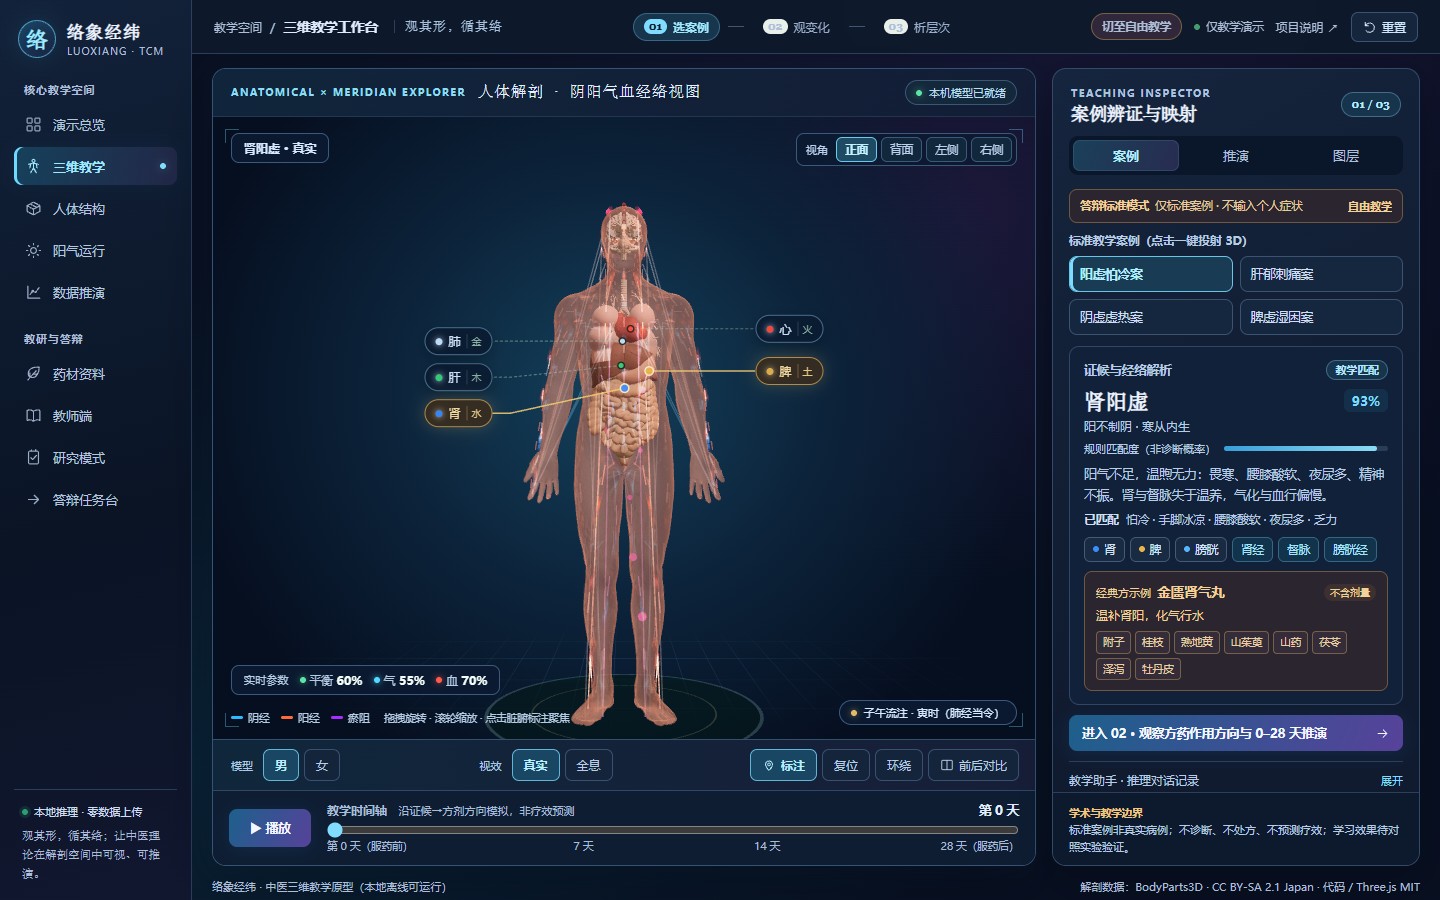 络
络象经纬
LUOXIANG · TCM
核心教学空间
演示总览
三维教学
人体结构
阳气运行
数据推演
教研与答辩
药材资料
教师端
研究模式
答辩任务台
本地推理 · 零数据上传
观其形，循其络；让中医理
论在解剖空间中可视、可推
演。
教学空间 / 三维教学工作台 观其形，循其络
01 选案例
02 观变化
03 析层次
切至自由教学
仅教学演示
项目说明 ↗
重置
ANATOMICAL × MERIDIAN EXPLORER 人体解剖 · 阴阳气血经络视图
本机模型已就绪
肾阳虚 • 真实
视角 正面 背面 左侧 右侧
肺 金
肝 木
肾 水
心 火
脾 土
实时参数 平衡 60% 气 55% 血 70%
阴经 阳经 瘀阻 拖拽旋转 · 滚轮缩放 · 点击脏腑标注聚焦
子午流注 · 寅时（肺经当令）
模型 男 女
视效 真实 全息
标注 复位 环绕 前后对比
▶ 播放
教学时间轴 沿证候→方剂方向模拟，非疗效预测
第 0 天
第 0 天（服药前） 7 天 14 天 28 天（服药后）
络象经纬 · 中医三维教学原型（本地离线可运行）
TEACHING INSPECTOR
案例辨证与映射
01 / 03
案例 推演 图层
答辩标准模式 仅标准案例 · 不输入个人症状 自由教学
标准教学案例（点击一键投射 3D）
阳虚怕冷案 肝郁刺痛案
阴虚虚热案 脾虚湿困案
证候与经络解析 教学匹配
肾阳虚 93%
阳不制阴 · 寒从内生
规则匹配度（非诊断概率）
阳气不足，温煦无力：畏寒、腰膝酸软、夜尿多、精神
不振。肾与督脉失于温养，气化与血行偏慢。
已匹配 怕冷 · 手脚冰凉 · 腰膝酸软 · 夜尿多 · 乏力
肾 脾 膀胱 肾经 督脉 膀胱经
经典方示例 金匮肾气丸 不含剂量
温补肾阳，化气行水
附子 桂枝 熟地黄 山茱萸 山药 茯苓
泽泻 牡丹皮
进入 02 • 观察方药作用方向与 0–28 天推演 →
教学助手 · 推理对话记录 展开
学术与教学边界
标准案例非真实病例；不诊断、不处方、不预测疗效；学习效果待对
照实验验证。
解剖数据：BodyParts3D · CC BY-SA 2.1 Japan · 代码 / Three.js MIT